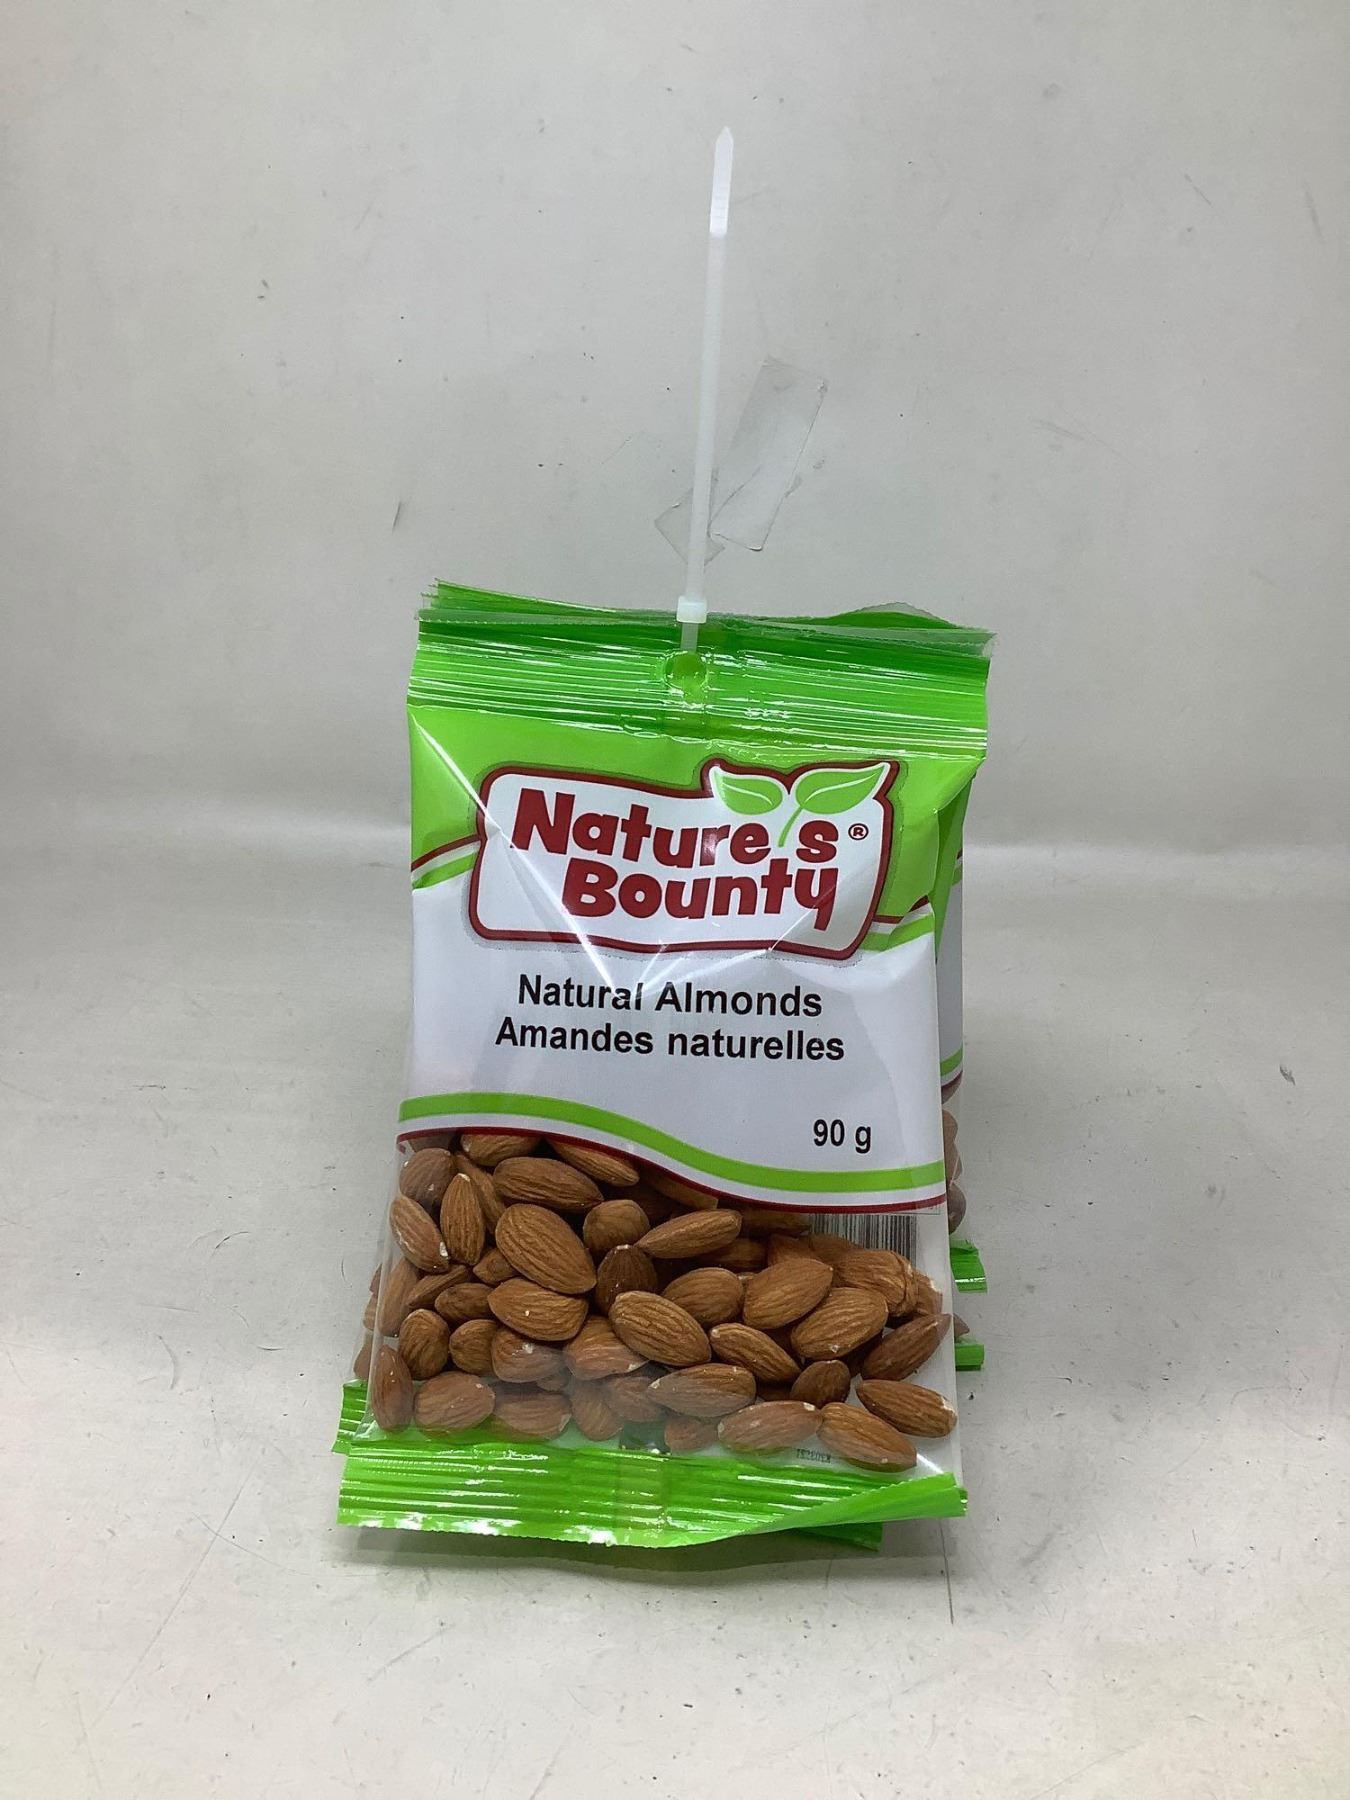 Nature's®
Bounty
Natural Almonds
Amandes naturelles
90 g